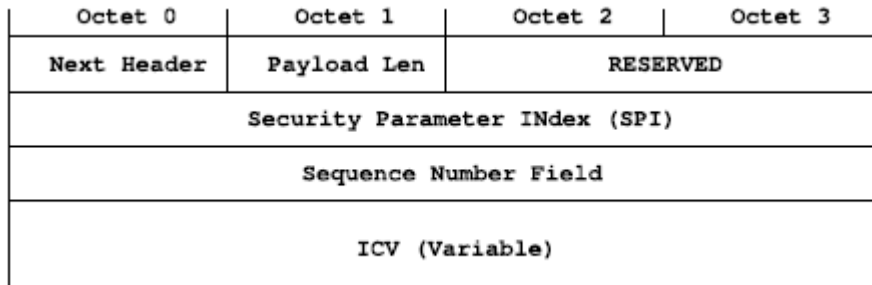 Octet 0 Octet 1 Octet 2 Octet 3
Next Header Payload Len RESERVED
Security Parameter INdex (SPI)
Sequence Number Field
ICV (Variable)